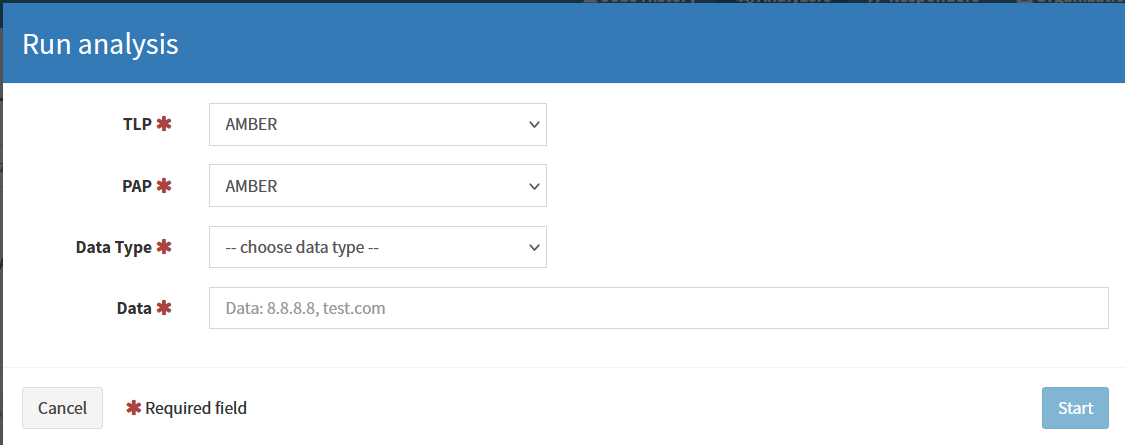 Run analysis
TLP ✱ AMBER
PAP ✱ AMBER
Data Type ✱ -- choose data type --
Data ✱ Data: 8.8.8.8, test.com
Cancel ✱ Required field Start